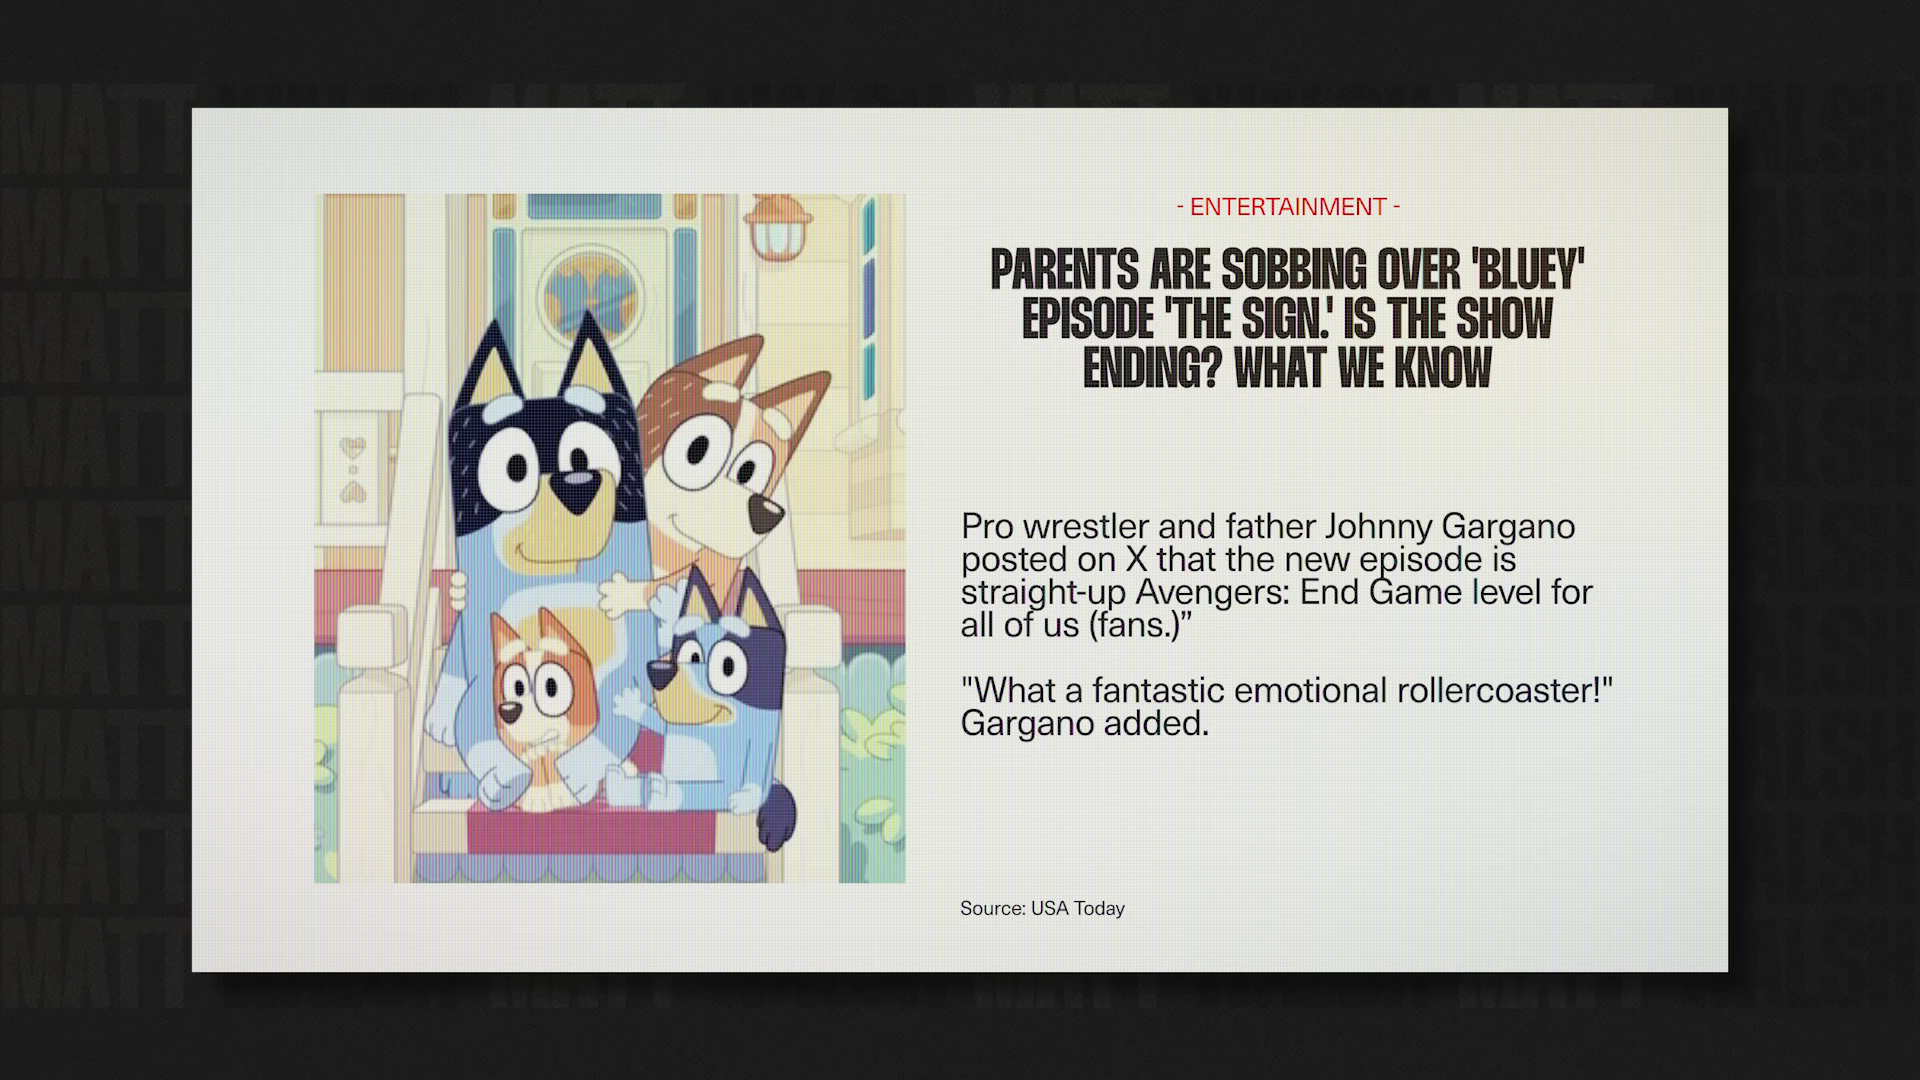 - ENTERTAINMENT -
PARENTS ARE SOBBING OVER 'BLUEY'
EPISODE 'THE SIGN.' IS THE SHOW
ENDING? WHAT WE KNOW
Pro wrestler and father Johnny Gargano
posted on X that the new episode is
straight-up Avengers: End Game level for
all of us (fans.)”
"What a fantastic emotional rollercoaster!"
Gargano added.
Source: USA Today
MATT WALSH